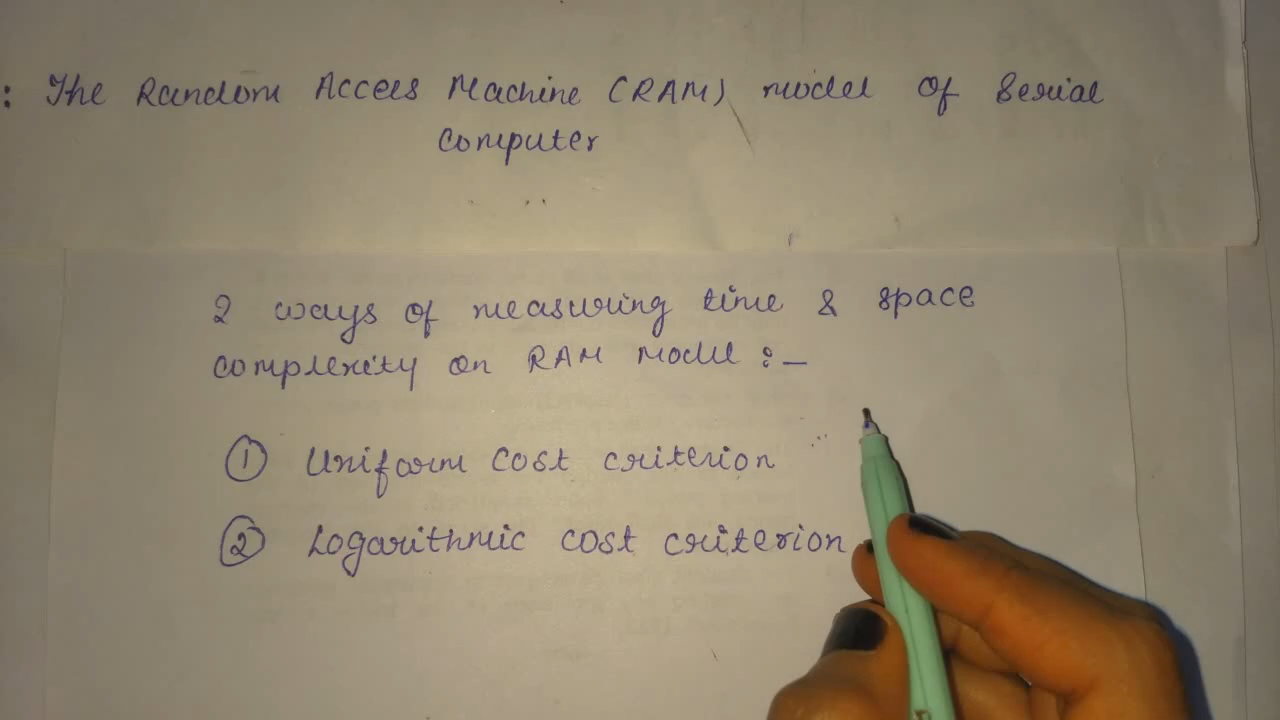 : The Random Access Machine (RAM) model of Serial
Computer
2 ways of measuring time & space
complexity on RAM Model :-
① Uniform cost criterion
② Logarithmic cost criterion